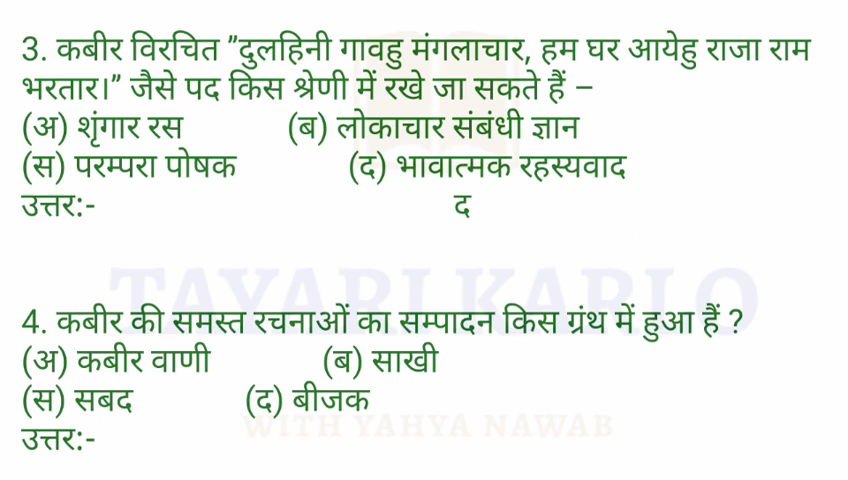 3. कबीर विरचित ”दुलहिनी गावहु मंगलाचार, हम घर आयेहु राजा राम
भरतार।” जैसे पद किस श्रेणी में रखे जा सकते हैं –
(अ) शृंगार रस (ब) लोकाचार संबंधी ज्ञान
(स) परम्परा पोषक (द) भावात्मक रहस्यवाद
उत्तर:- द
TAYARI KARLO
4. कबीर की समस्त रचनाओं का सम्पादन किस ग्रंथ में हुआ हैं ?
(अ) कबीर वाणी (ब) साखी
(स) सबद (द) बीजक
WITH YAHYA NAWAB
उत्तर:-